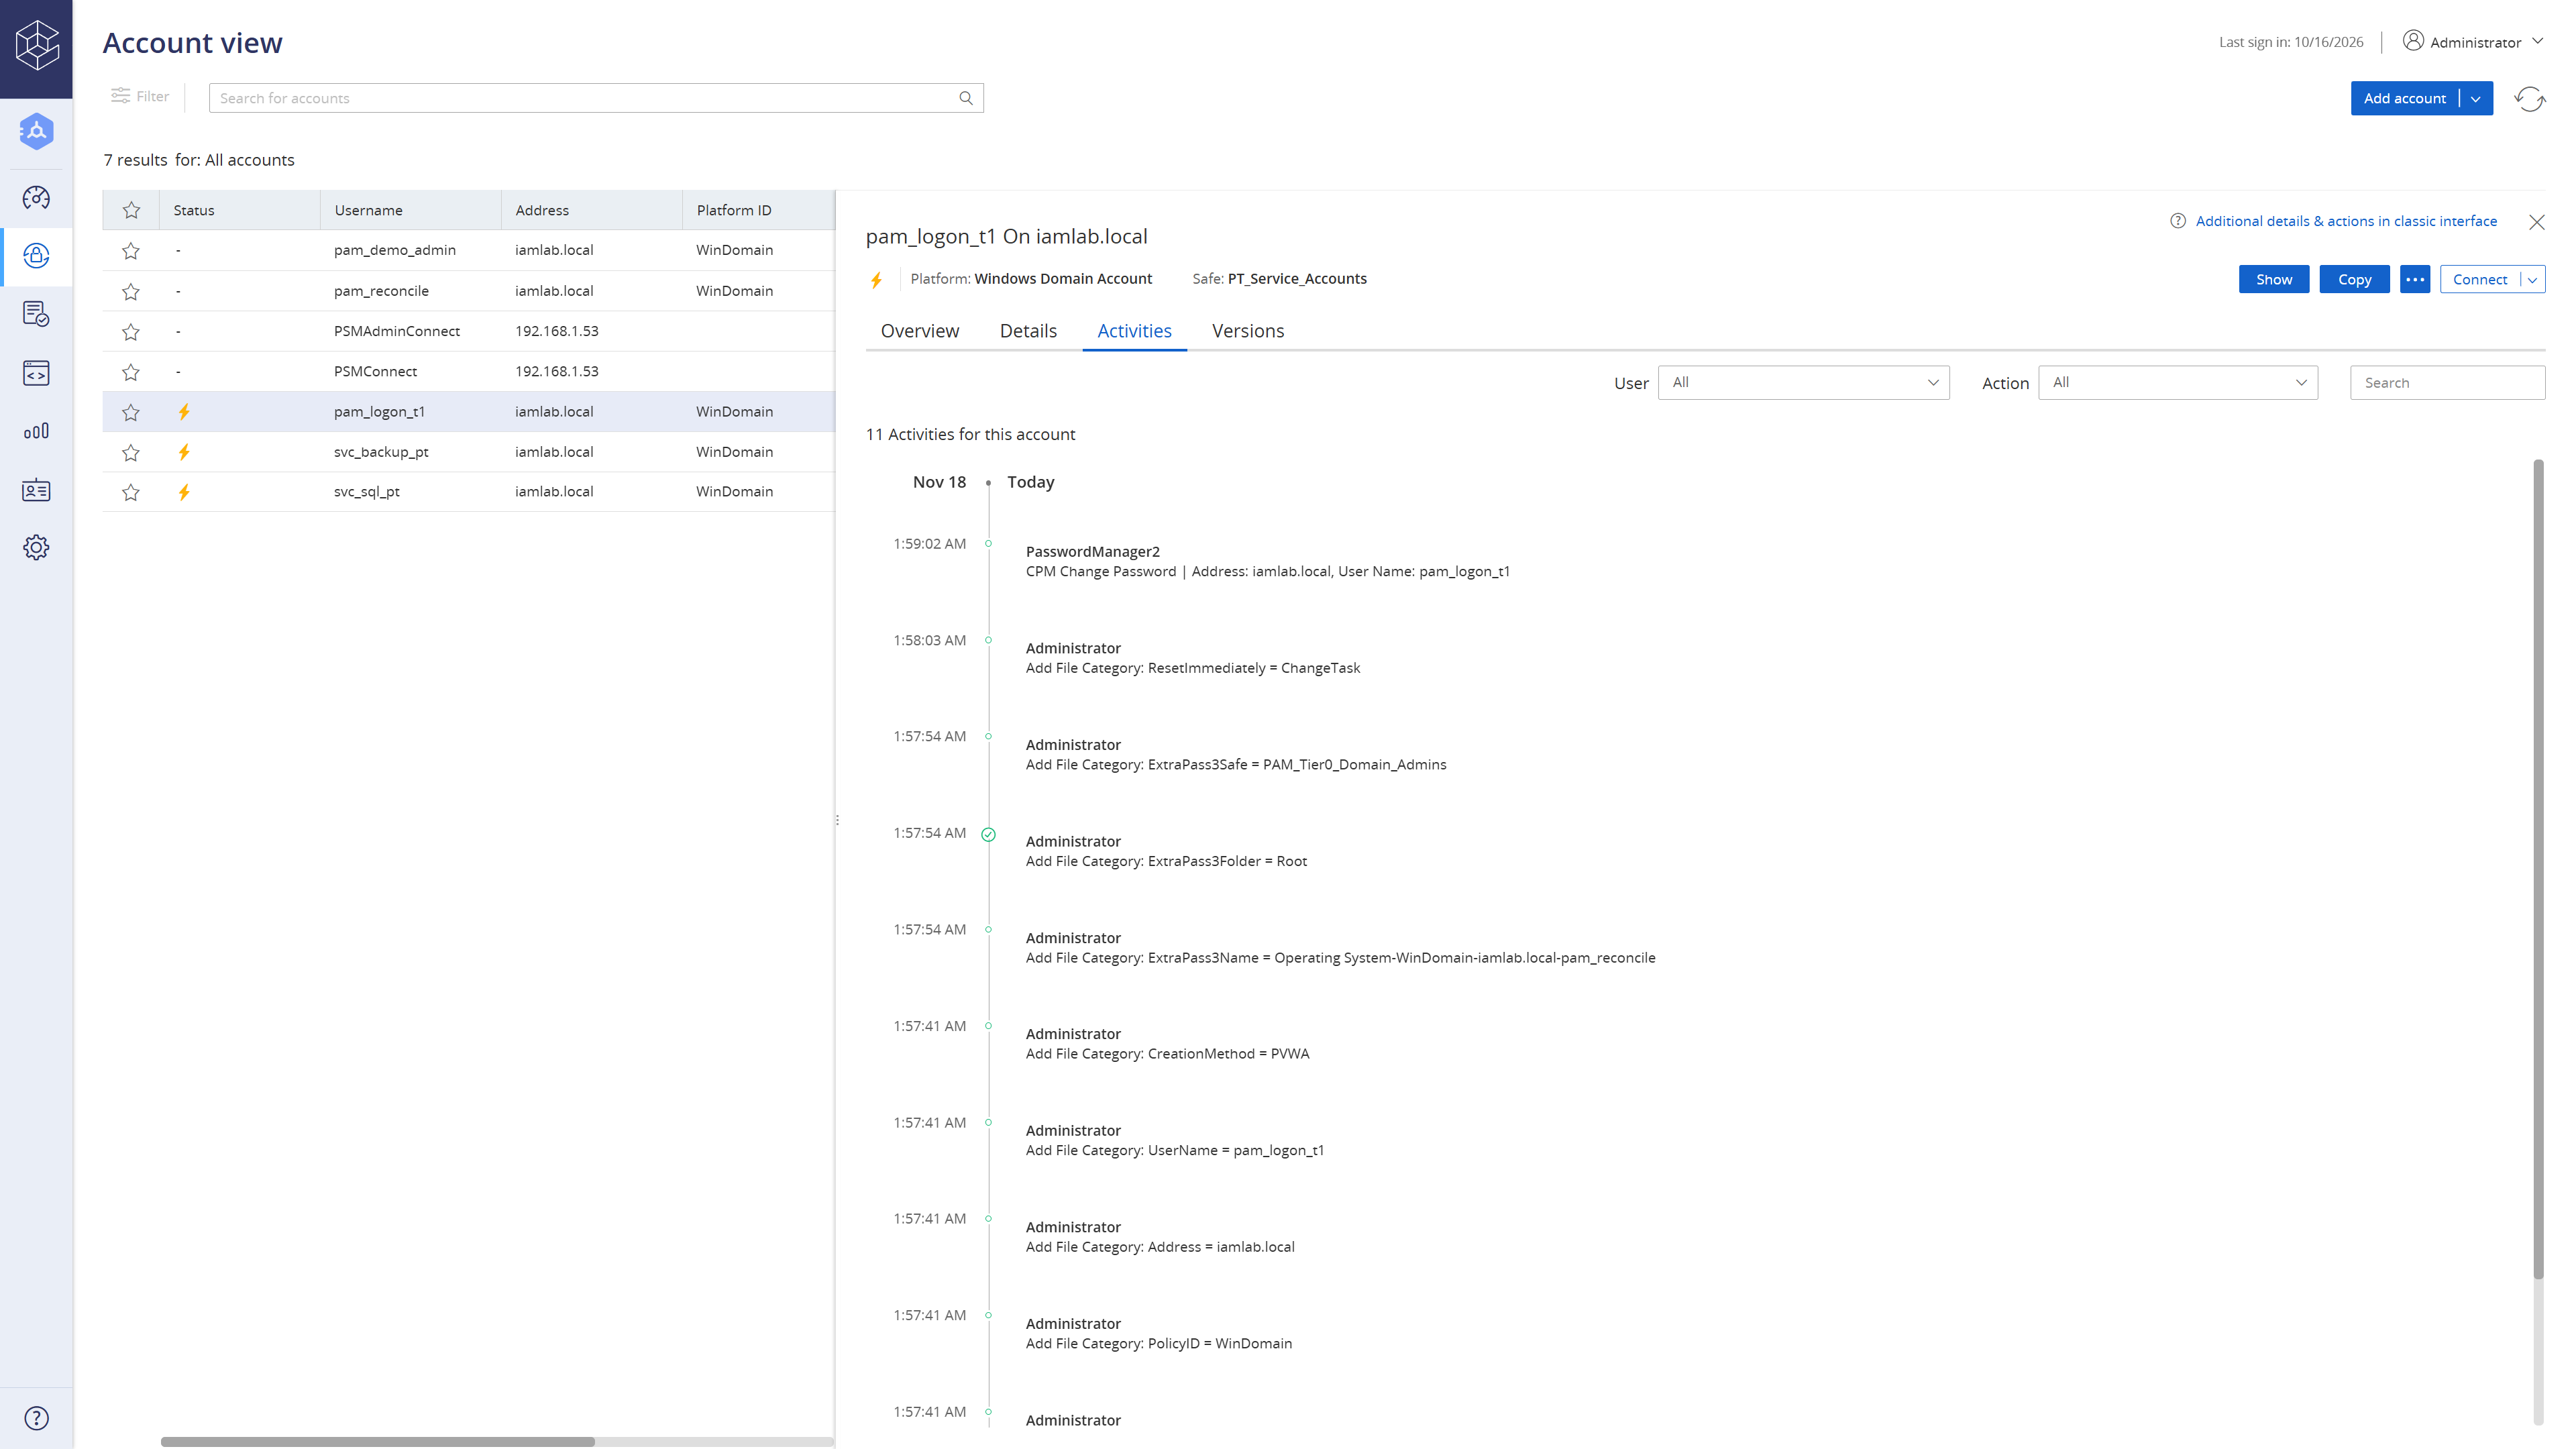 Account view
Last sign in: 10/16/2026
Administrator
Filter
Search for accounts
Add account
7 results for: All accounts
Status Username Address Platform ID
- pam_demo_admin iamlab.local WinDomain
- pam_reconcile iamlab.local WinDomain
- PSMAdminConnect 192.168.1.53
- PSMConnect 192.168.1.53
pam_logon_t1 iamlab.local WinDomain
svc_backup_pt iamlab.local WinDomain
svc_sql_pt iamlab.local WinDomain
Additional details & actions in classic interface
pam_logon_t1 On iamlab.local
Platform: Windows Domain Account Safe: PT_Service_Accounts
Show Copy ••• Connect
Overview Details Activities Versions
User All Action All Search
11 Activities for this account
Nov 18 Today
1:59:02 AM
PasswordManager2
CPM Change Password | Address: iamlab.local, User Name: pam_logon_t1
1:58:03 AM
Administrator
Add File Category: ResetImmediately = ChangeTask
1:57:54 AM
Administrator
Add File Category: ExtraPass3Safe = PAM_Tier0_Domain_Admins
1:57:54 AM
Administrator
Add File Category: ExtraPass3Folder = Root
1:57:54 AM
Administrator
Add File Category: ExtraPass3Name = Operating System-WinDomain-iamlab.local-pam_reconcile
1:57:41 AM
Administrator
Add File Category: CreationMethod = PVWA
1:57:41 AM
Administrator
Add File Category: UserName = pam_logon_t1
1:57:41 AM
Administrator
Add File Category: Address = iamlab.local
1:57:41 AM
Administrator
Add File Category: PolicyID = WinDomain
1:57:41 AM
Administrator